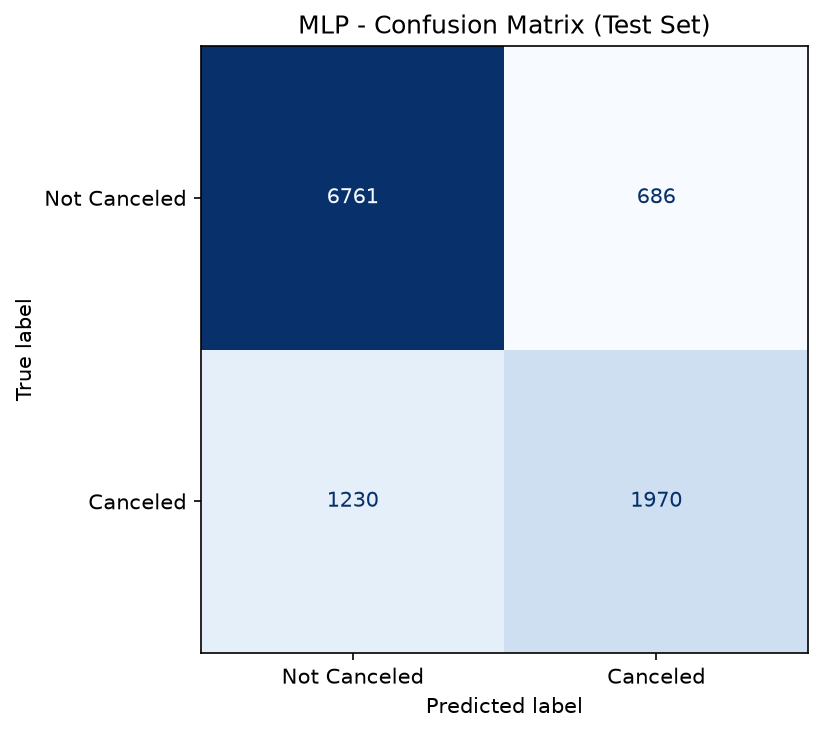 MLP - Confusion Matrix (Test Set)
True label
Not Canceled
6761
686
Canceled
1230
1970
Not Canceled
Canceled
Predicted label